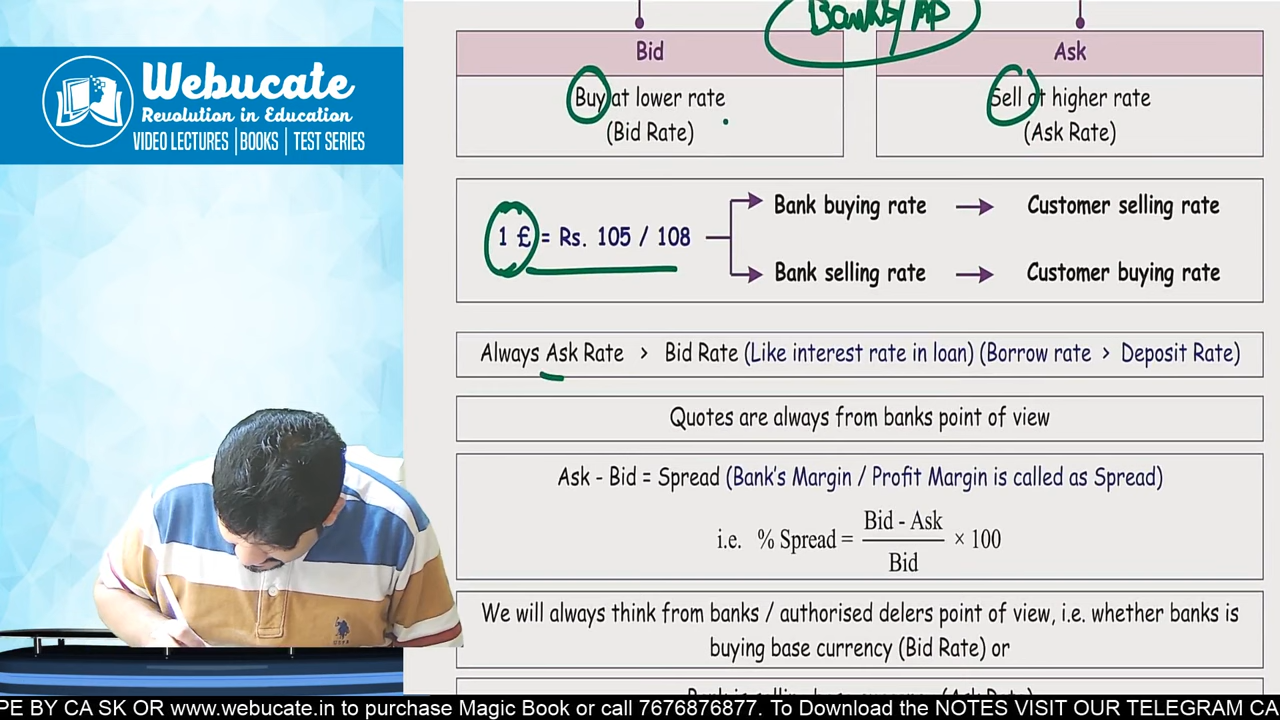 Banks/AD
Bid
Ask
Buy at lower rate
(Bid Rate)
Sell at higher rate
(Ask Rate)
Webucate
Revolution in Education
VIDEO LECTURES | BOOKS | TEST SERIES
1 £ = Rs. 105 / 108
Bank buying rate
Customer selling rate
Bank selling rate
Customer buying rate
Always Ask Rate > Bid Rate (Like interest rate in loan) (Borrow rate > Deposit Rate)
Quotes are always from banks point of view
Ask - Bid = Spread (Bank's Margin / Profit Margin is called as Spread)
i.e. % Spread = Bid - Ask / Bid × 100
We will always think from banks / authorised delers point of view, i.e. whether banks is
buying base currency (Bid Rate) or
PE BY CA SK OR www.webucate.in to purchase Magic Book or call 7676876877. To Download the NOTES VISIT OUR TELEGRAM CA